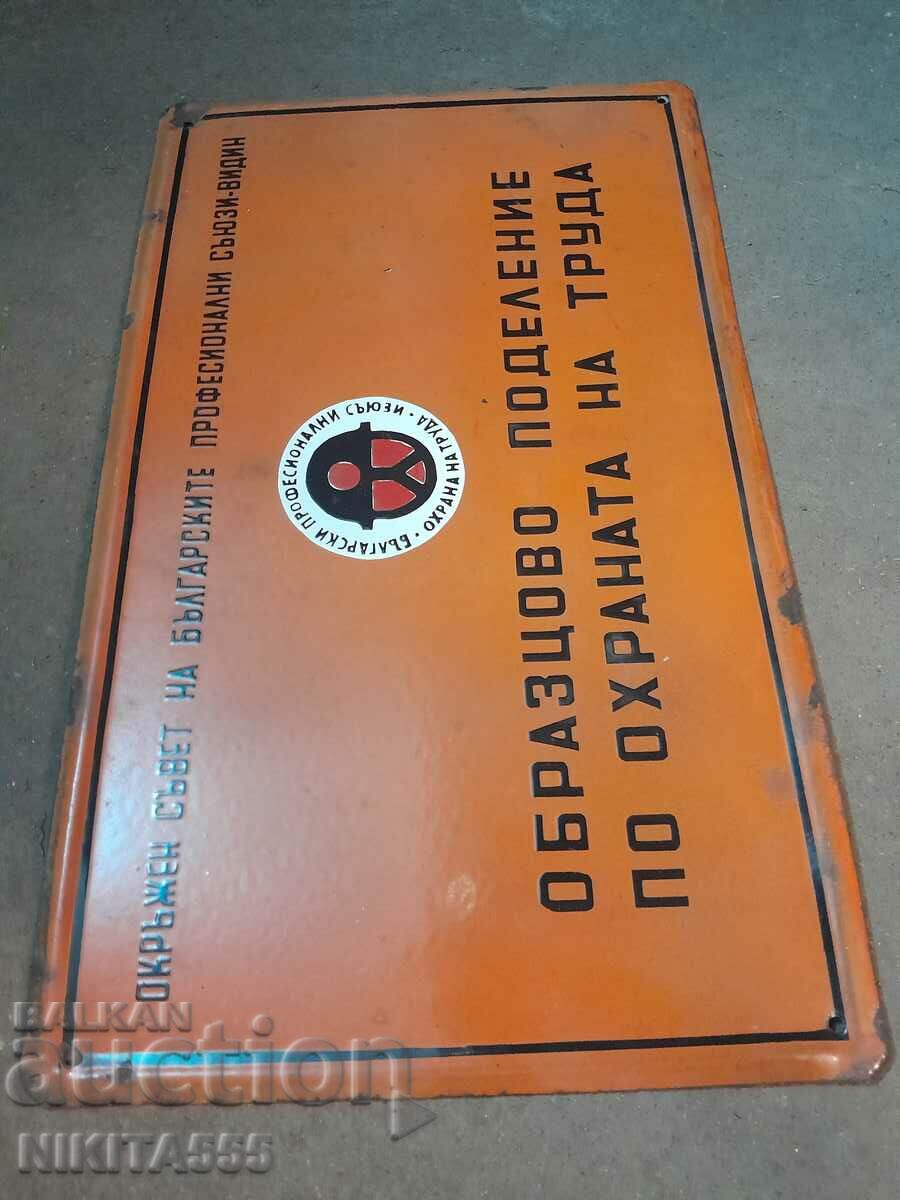 ОКРЪЖЕН СЪВЕТ НА БЪЛГАРСКИТЕ ПРОФЕСИОНАЛНИ СЪЮЗИ-ВИДИН
БЪЛГАРСКИ ПРОФЕСИОНАЛНИ СЪЮЗИ · ОХРАНА НА ТРУДА ·
ОБРАЗЦОВО ПОДЕЛЕНИЕ
ПО ОХРАНАТА НА ТРУДА
BALKAN
auction
NIKITA555